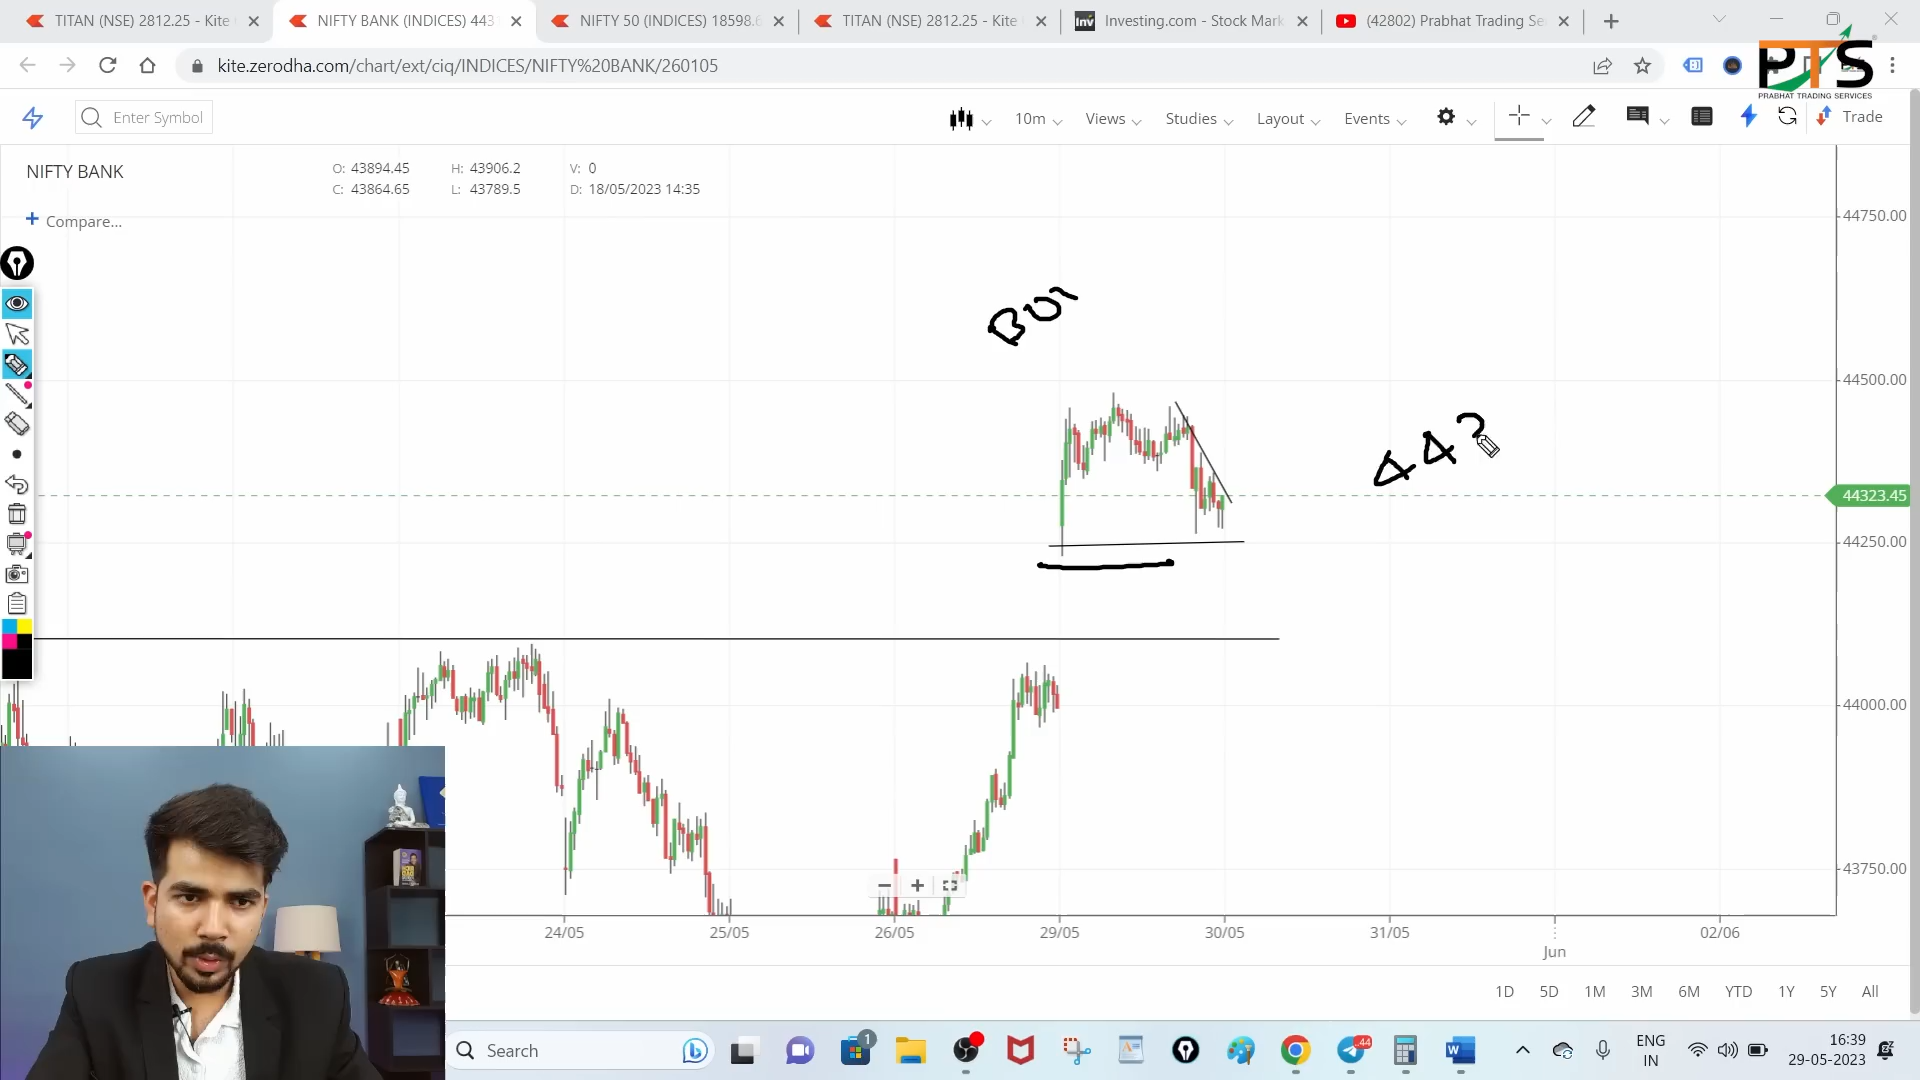 TITAN (NSE) 2812.25 - Kite
NIFTY BANK (INDICES) 443
NIFTY 50 (INDICES) 18598.6
TITAN (NSE) 2812.25 - Kite
Investing.com - Stock Mark
(42802) Prabhat Trading Se
kite.zerodha.com/chart/ext/ciq/INDICES/NIFTY%20BANK/260105
PTS
PRABHAT TRADING SERVICES
Enter Symbol
10m
Views
Studies
Layout
Events
Trade
NIFTY BANK
O: 43894.45 H: 43906.2 V: 0
C: 43864.65 L: 43789.5 D: 18/05/2023 14:35
+ Compare...
44750.00
44500.00
44323.45
44250.00
44000.00
43750.00
24/05 25/05 26/05 29/05 30/05 31/05 02/06
Jun
1D 5D 1M 3M 6M YTD 1Y 5Y All
Search
1
44
ENG
IN
16:39
29-05-2023